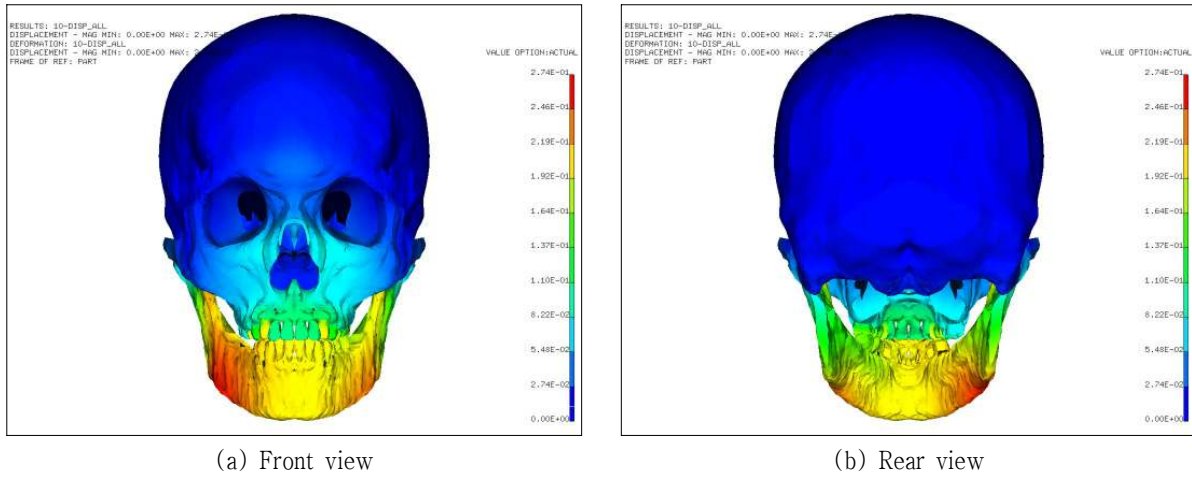 RESULTS: 10-DISP_ALL
DISPLACEMENT - MAG MIN: 0.00E+00 MAX: 2.74E-
DEFORMATION: 10-DISP_ALL
DISPLACEMENT - MAG MIN: 0.00E+00 MAX: 2.
FRAME OF REF: PART
VALUE OPTION:ACTUAL
2.74E-01
2.46E-01
2.19E-01
1.92E-01
1.64E-01
1.37E-01
1.10E-01
8.22E-02
5.48E-02
2.74E-02
0.00E+00
(a) Front view
RESULTS: 10-DISP_ALL
DISPLACEMENT - MAG MIN: 0.00E+00 MAX: 2.74E-
DEFORMATION: 10-DISP_ALL
DISPLACEMENT - MAG MIN: 0.00E+00 MAX:
FRAME OF REF: PART
VALUE OPTION:ACTUAL
2.74E-01
2.46E-01
2.19E-01
1.92E-01
1.64E-01
1.37E-01
1.10E-01
8.22E-02
5.48E-02
2.74E-02
0.00E+00
(b) Rear view